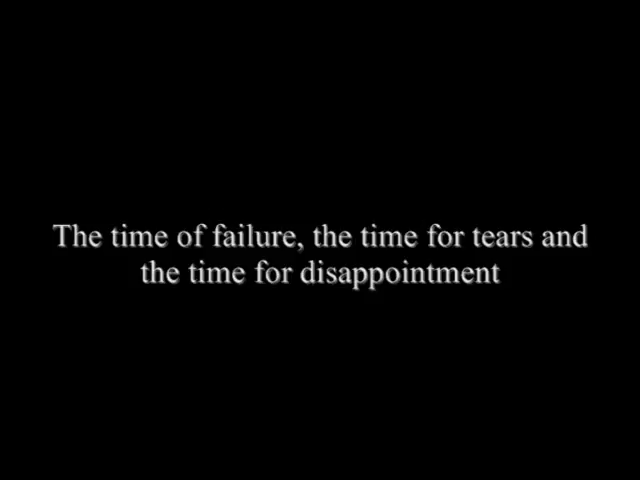 The time of failure, the time for tears and
the time for disappointment